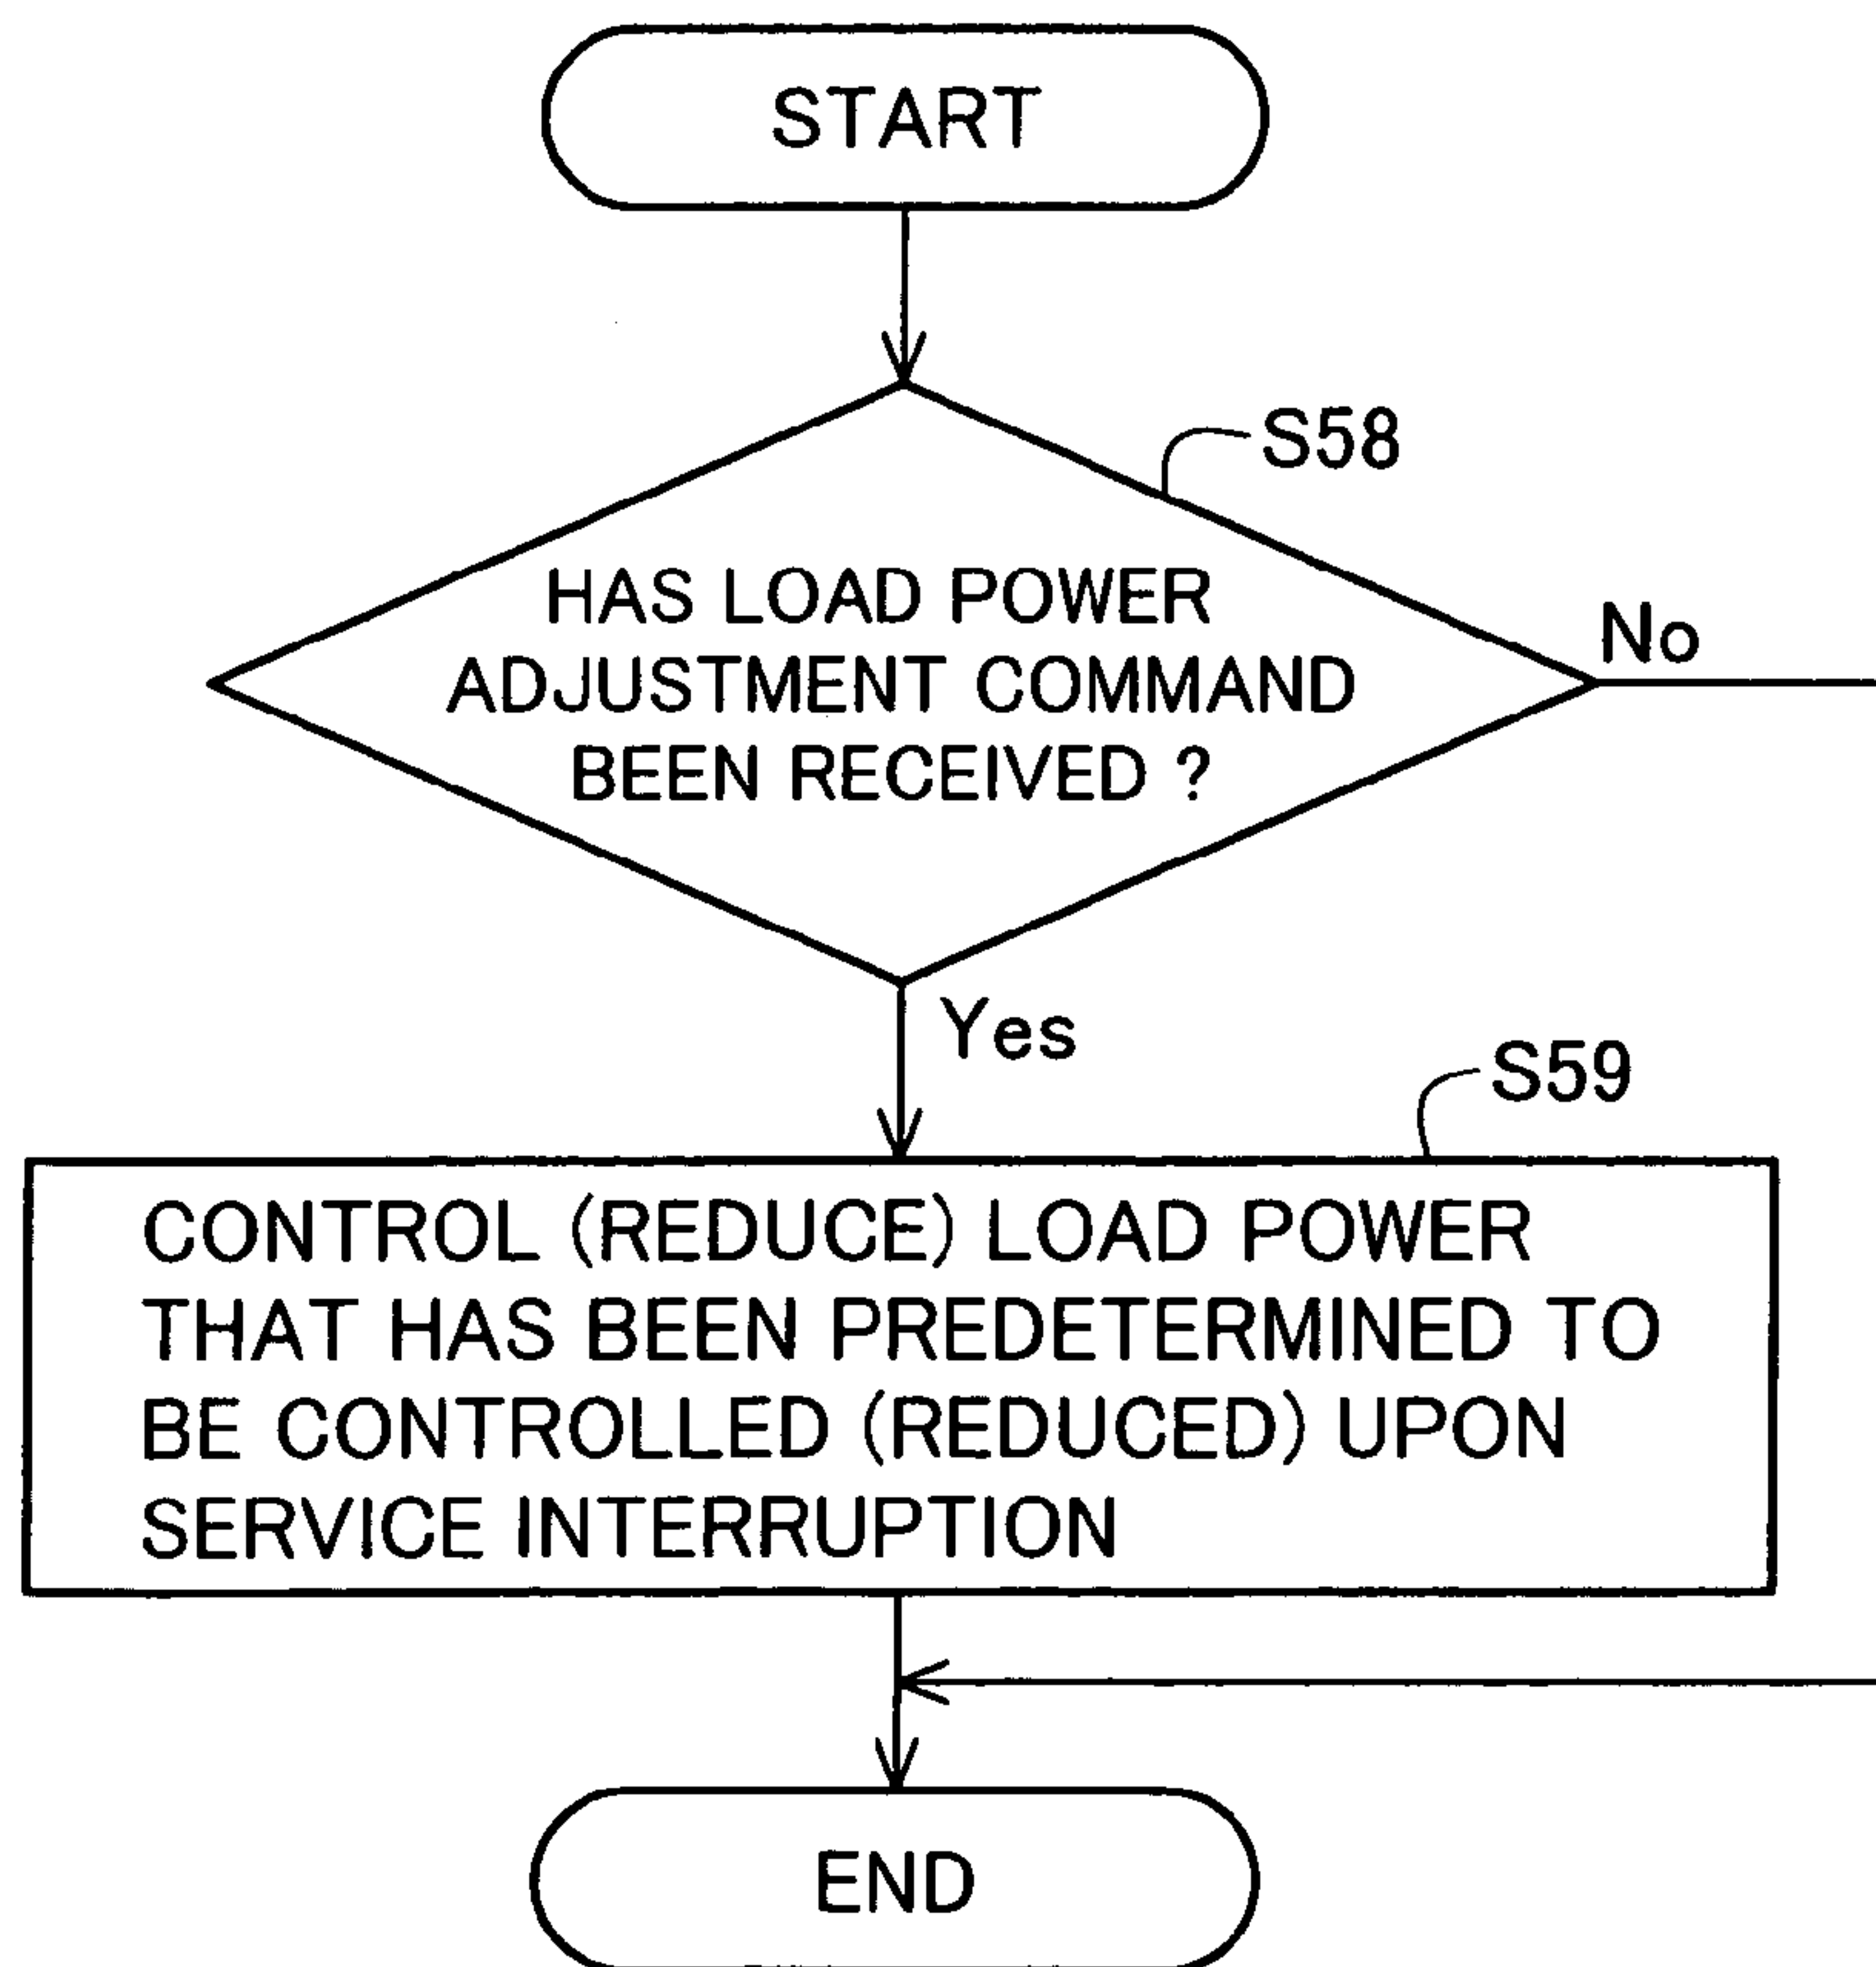 START
S58
HAS LOAD POWER
ADJUSTMENT COMMAND
BEEN RECEIVED ?
No
Yes
S59
CONTROL (REDUCE) LOAD POWER
THAT HAS BEEN PREDETERMINED TO
BE CONTROLLED (REDUCED) UPON
SERVICE INTERRUPTION
END